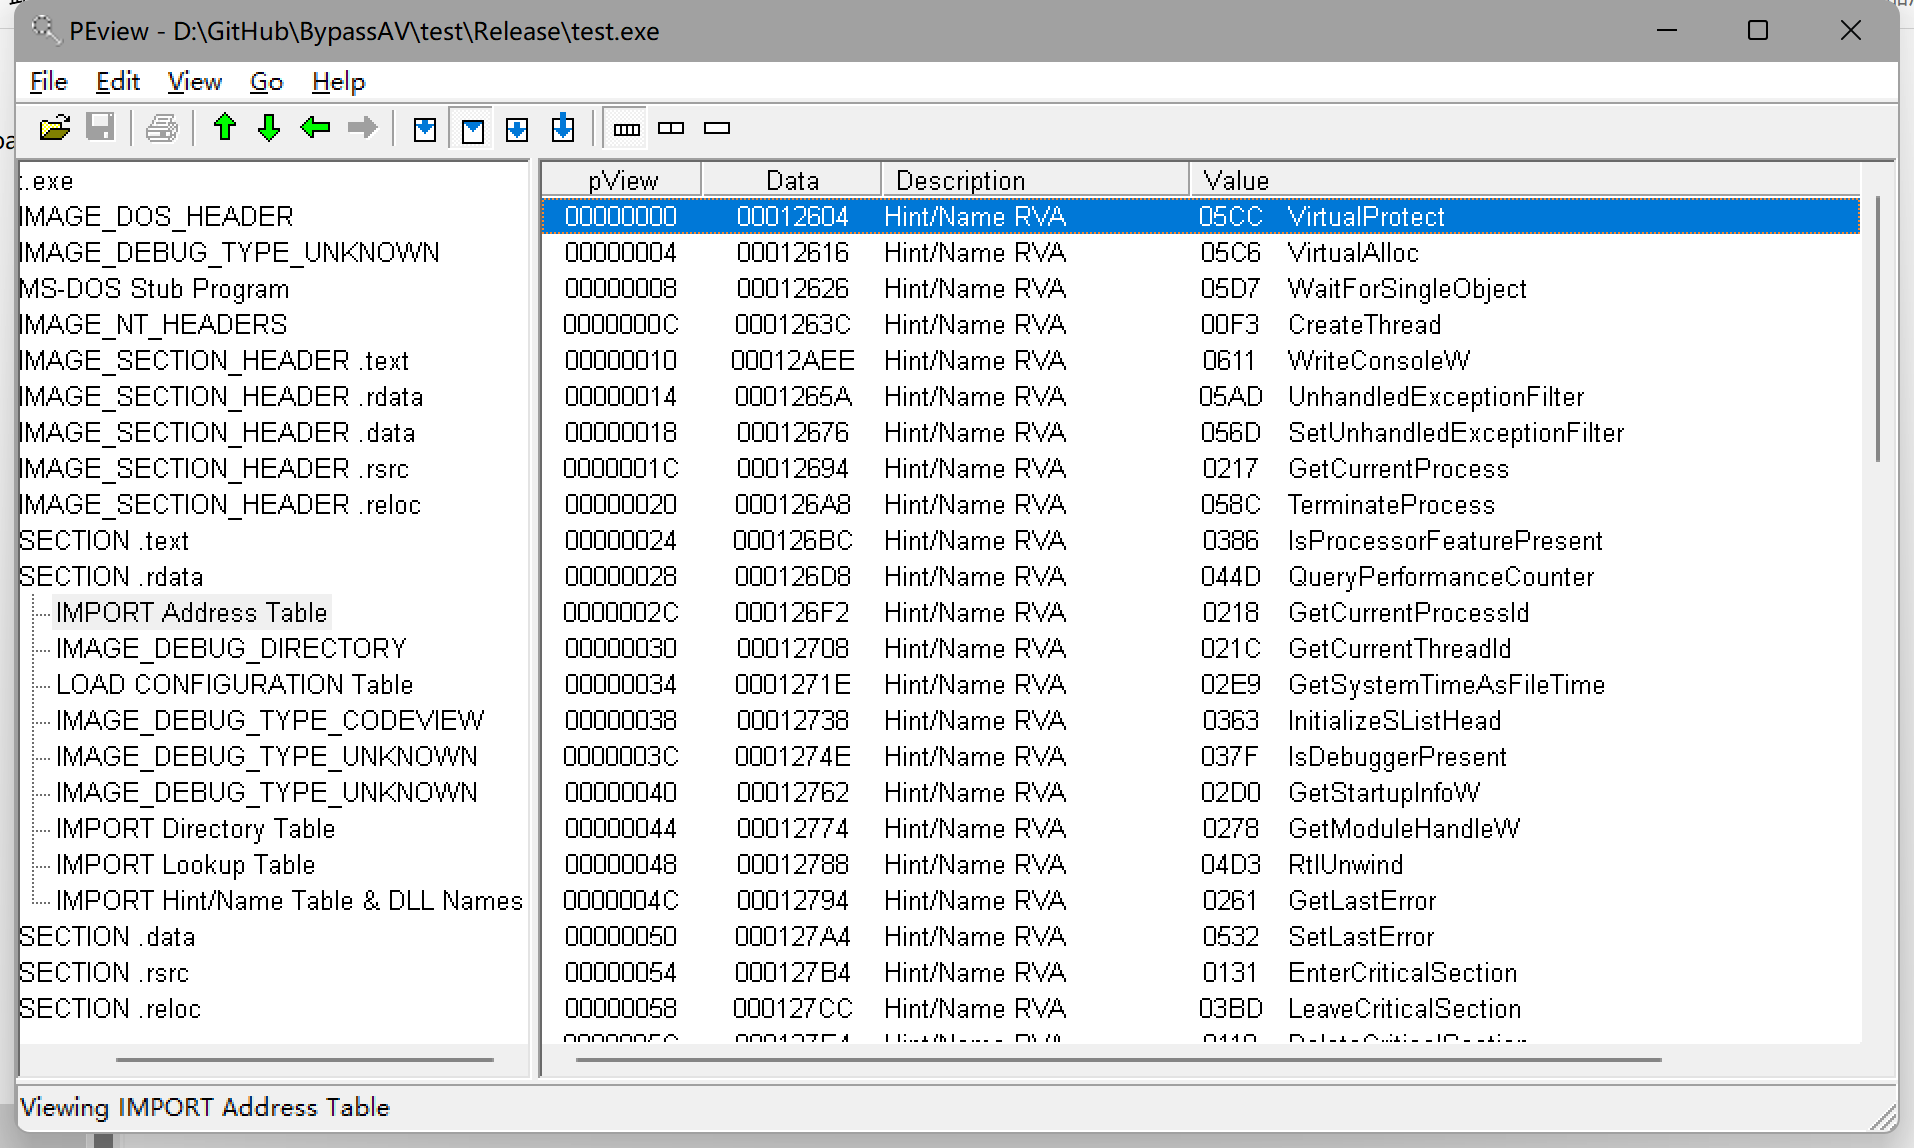 PEview - D:\GitHub\BypassAV\test\Release\test.exe
File Edit View Go Help
.exe
IMAGE_DOS_HEADER
IMAGE_DEBUG_TYPE_UNKNOWN
MS-DOS Stub Program
IMAGE_NT_HEADERS
IMAGE_SECTION_HEADER .text
IMAGE_SECTION_HEADER .rdata
IMAGE_SECTION_HEADER .data
IMAGE_SECTION_HEADER .rsrc
IMAGE_SECTION_HEADER .reloc
SECTION .text
SECTION .rdata
IMPORT Address Table
IMAGE_DEBUG_DIRECTORY
LOAD CONFIGURATION Table
IMAGE_DEBUG_TYPE_CODEVIEW
IMAGE_DEBUG_TYPE_UNKNOWN
IMAGE_DEBUG_TYPE_UNKNOWN
IMPORT Directory Table
IMPORT Lookup Table
IMPORT Hint/Name Table & DLL Names
SECTION .data
SECTION .rsrc
SECTION .reloc
pView Data Description Value
00000000 00012604 Hint/Name RVA 05CC VirtualProtect
00000004 00012616 Hint/Name RVA 05C6 VirtualAlloc
00000008 00012626 Hint/Name RVA 05D7 WaitForSingleObject
0000000C 0001263C Hint/Name RVA 00F3 CreateThread
00000010 00012AEE Hint/Name RVA 0611 WriteConsoleW
00000014 0001265A Hint/Name RVA 05AD UnhandledExceptionFilter
00000018 00012676 Hint/Name RVA 056D SetUnhandledExceptionFilter
0000001C 00012694 Hint/Name RVA 0217 GetCurrentProcess
00000020 000126A8 Hint/Name RVA 058C TerminateProcess
00000024 000126BC Hint/Name RVA 0386 IsProcessorFeaturePresent
00000028 000126D8 Hint/Name RVA 044D QueryPerformanceCounter
0000002C 000126F2 Hint/Name RVA 0218 GetCurrentProcessId
00000030 00012708 Hint/Name RVA 021C GetCurrentThreadId
00000034 0001271E Hint/Name RVA 02E9 GetSystemTimeAsFileTime
00000038 00012738 Hint/Name RVA 0363 InitializeSListHead
0000003C 0001274E Hint/Name RVA 037F IsDebuggerPresent
00000040 00012762 Hint/Name RVA 02D0 GetStartupInfoW
00000044 00012774 Hint/Name RVA 0278 GetModuleHandleW
00000048 00012788 Hint/Name RVA 04D3 RtlUnwind
0000004C 00012794 Hint/Name RVA 0261 GetLastError
00000050 000127A4 Hint/Name RVA 0532 SetLastError
00000054 000127B4 Hint/Name RVA 0131 EnterCriticalSection
00000058 000127CC Hint/Name RVA 03BD LeaveCriticalSection
Viewing IMPORT Address Table